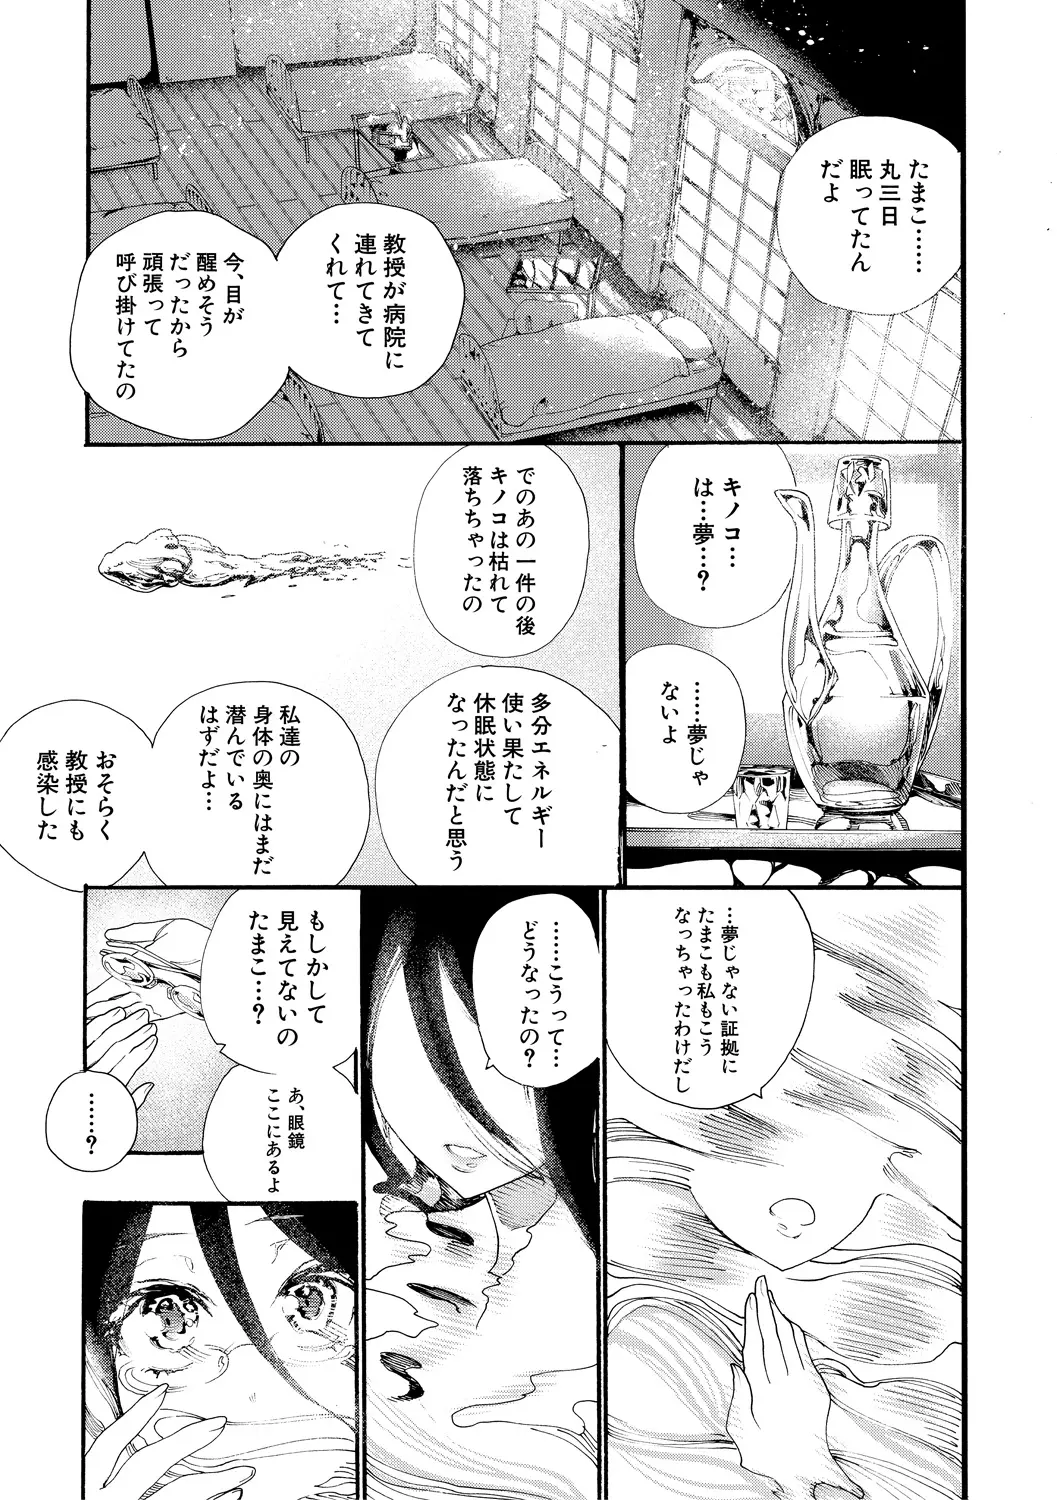 たまこ……
丸三日
眠ってたん
だよ
教授が病院に
連れてきて
くれて…
今、目が
醒めそう
だったから
頑張って
呼び掛けてたの
キノコ…
は…夢…?
……夢じゃ
ないよ
でのあの一件の後
キノコは枯れて
落ちちゃったの
多分エネルギー
使い果たして
休眠状態に
なったんだと思う
私達の
身体の奥にはまだ
潜んでいる
はずだよ…
おそらく
教授にも
感染した
…夢じゃない証拠に
たまこも私もこう
なっちゃったわけだし
……こうって…
どうなったの?
もしかして
見えてないの
たまこ…?
あ、眼鏡
ここにあるよ
……?